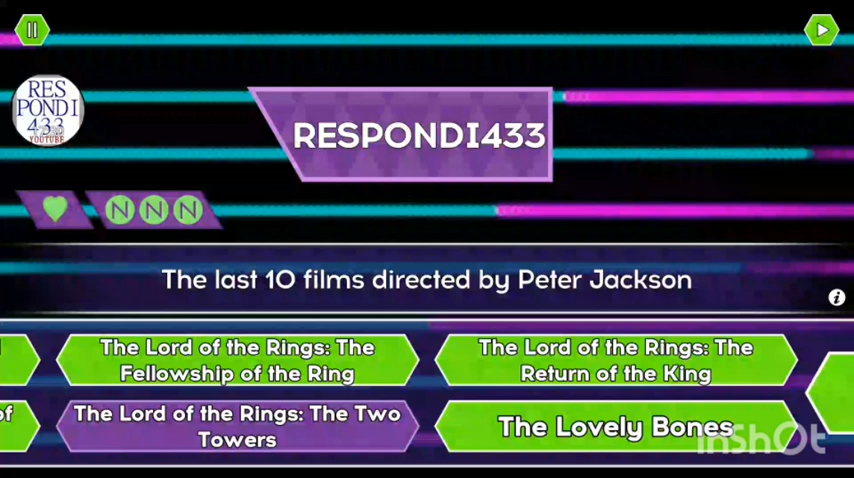 RES
PONDI
433
YOUTUBE
RESPONDI433
N N N
The last 10 films directed by Peter Jackson
i
The Lord of the Rings: The
Fellowship of the Ring
The Lord of the Rings: The
Return of the King
of
The Lord of the Rings: The Two
Towers
The Lovely Bones
InShOt